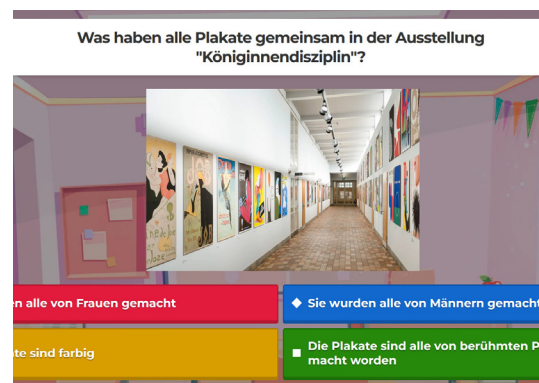 Was haben alle Plakate gemeinsam in der Ausstellung
"Königinnendisziplin"?
en alle von Frauen gemacht
Sie wurden alle von Männern gemacht
te sind farbig
Die Plakate sind alle von berühmten P
macht worden